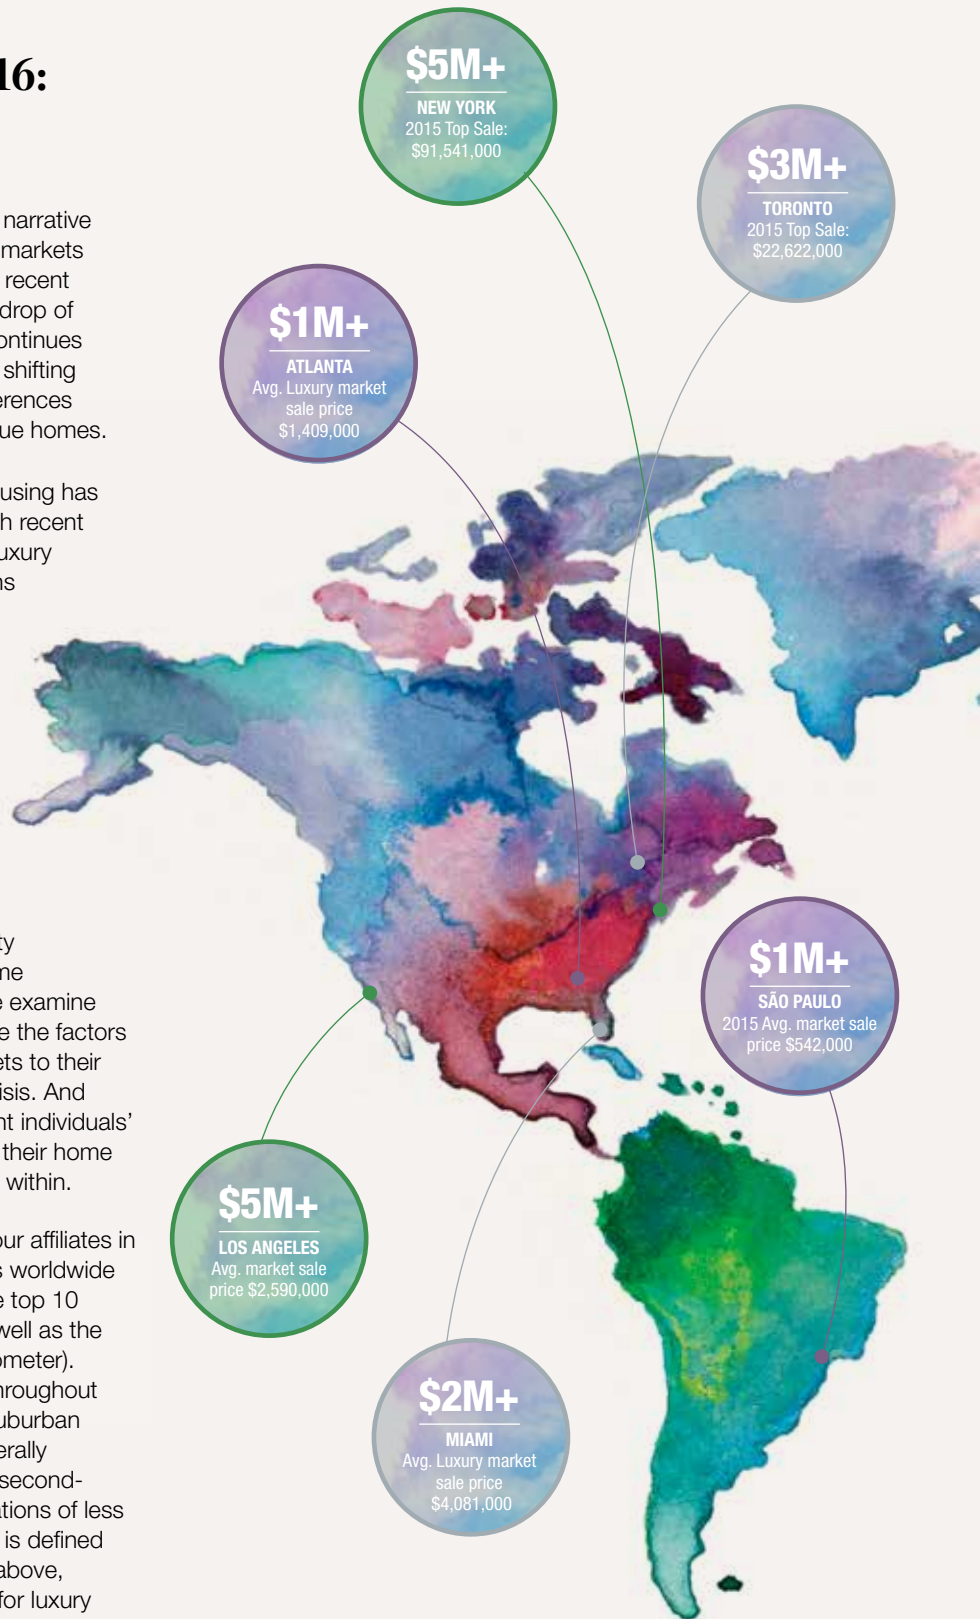 16:
narrative
markets
recent
drop of
ontinues
shifting
erences
ue homes.
using has
h recent
uxury
ns
ty
me
e examine
e the factors
ets to their
isis. And
nt individuals’
their home
within.
our affiliates in
s worldwide
e top 10
well as the
ometer).
hroughout
uburban
erally
second-
ations of less
is defined
above,
for luxury
$5M+
NEW YORK
2015 Top Sale:
$91,541,000
$3M+
TORONTO
2015 Top Sale:
$22,622,000
$1M+
ATLANTA
Avg. Luxury market
sale price
$1,409,000
$1M+
SÃO PAULO
2015 Avg. market sale
price $542,000
$5M+
LOS ANGELES
Avg. market sale
price $2,590,000
$2M+
MIAMI
Avg. Luxury market
sale price
$4,081,000